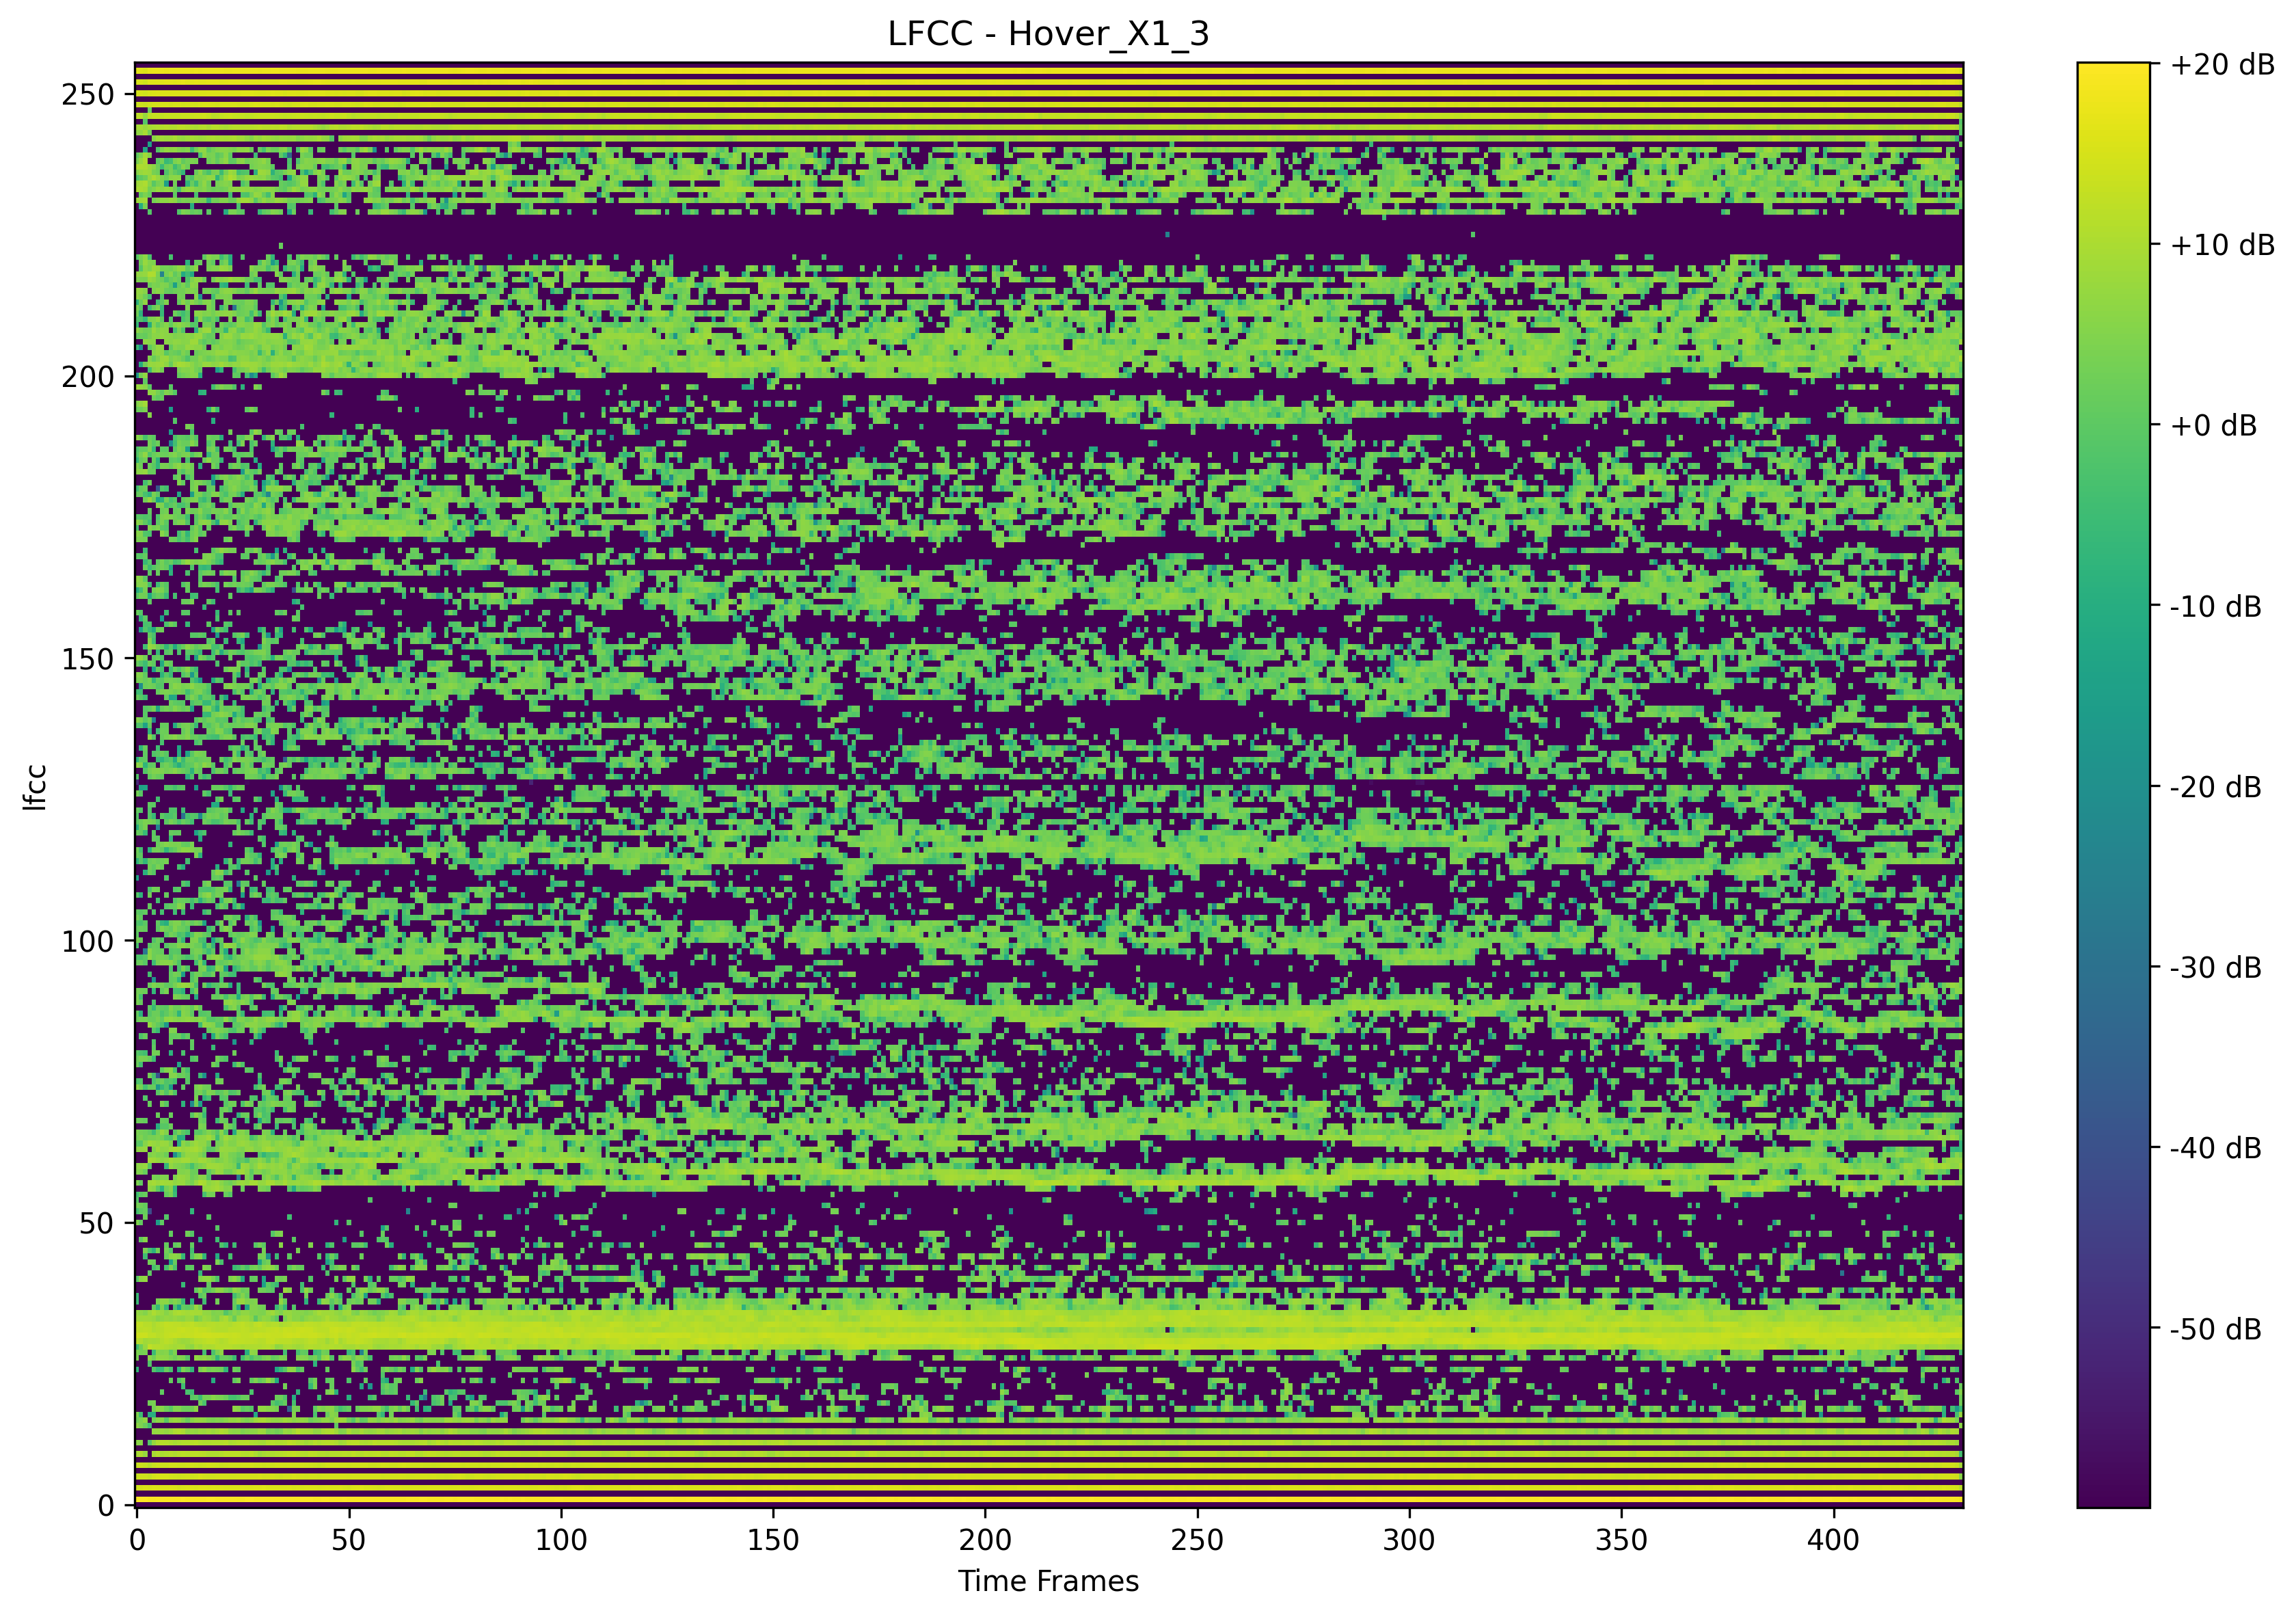 LFCC - Hover_X1_3
250
200
150
100
50
0
lfcc
0 50 100 150 200 250 300 350 400
Time Frames
+20 dB
+10 dB
+0 dB
-10 dB
-20 dB
-30 dB
-40 dB
-50 dB